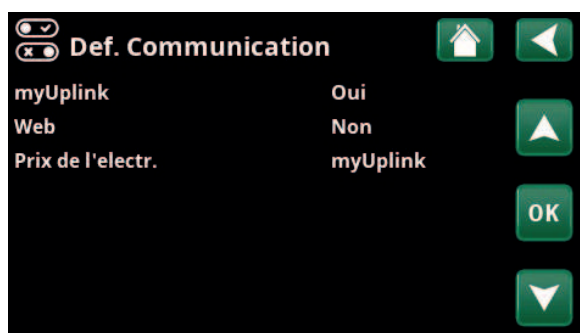 Def. Communication
myUplink Oui
Web Non
Prix de l'electr. myUplink
OK